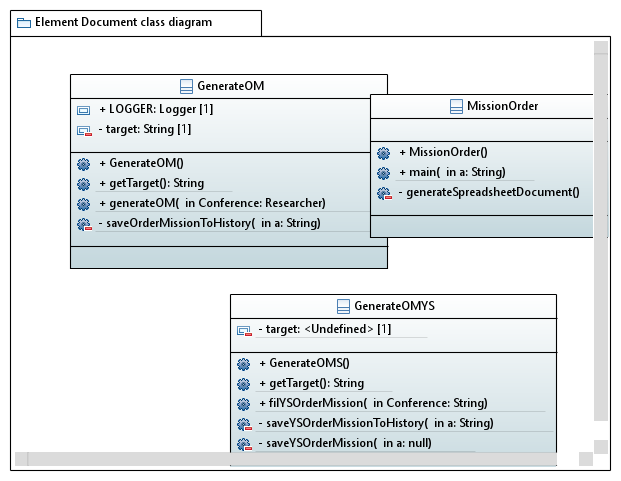 Element Document class diagram
GenerateOM
+ LOGGER: Logger [1]
- target: String [1]
+ GenerateOM()
+ getTarget(): String
+ generateOM( in Conference: Researcher)
- saveOrderMissionToHistory( in a: String)
MissionOrder
+ MissionOrder()
+ main( in a: String)
- generateSpreadsheetDocument()
GenerateOMYS
- target: <Undefined> [1]
+ GenerateOMS()
+ getTarget(): String
+ filYSOrderMission( in Conference: String)
- saveYSOrderMissionToHistory( in a: String)
- saveYSOrderMission( in a: null)